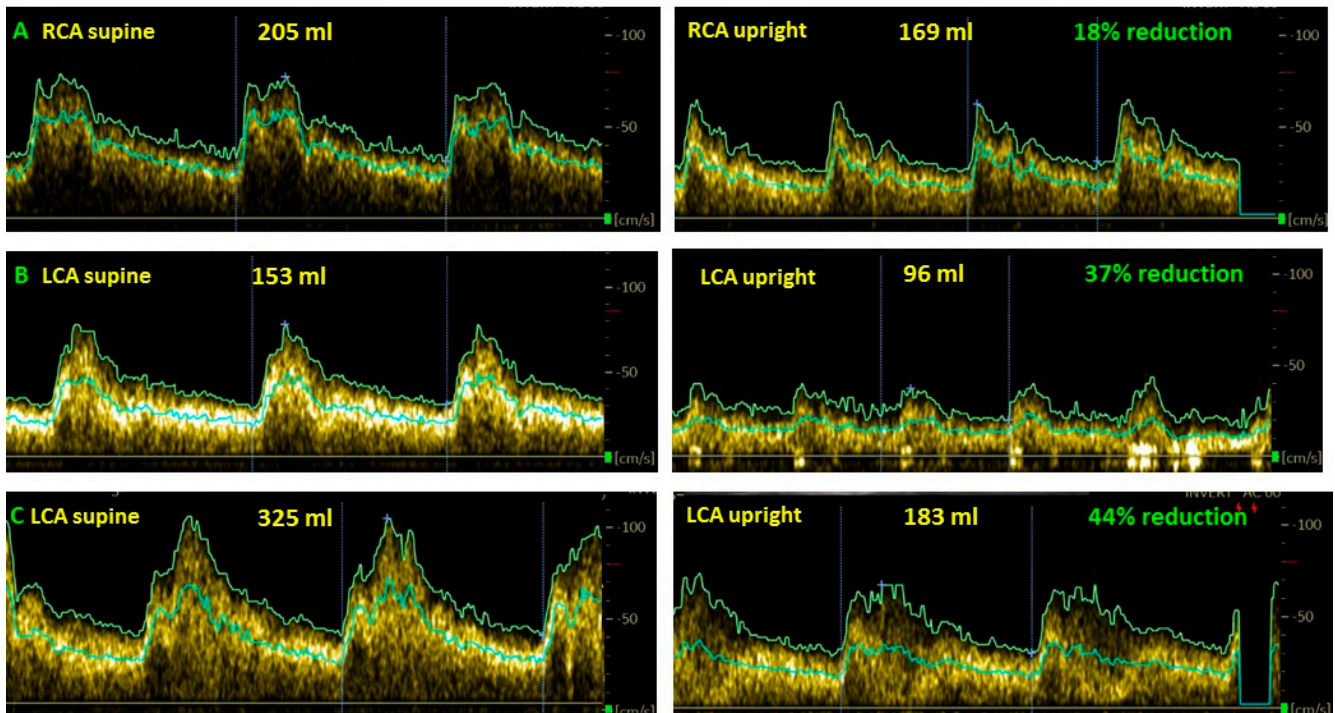 A RCA supine 205 ml
-100
-50
[cm/s]
RCA upright 169 ml 18% reduction
-100
-50
[cm/s]
B LCA supine 153 ml
-100
-50
[cm/s]
LCA upright 96 ml 37% reduction
-100
-50
[cm/s]
C LCA supine 325 ml
-100
-50
[cm/s]
INVERT AC 60
LCA upright 183 ml 44% reduction
-100
-50
[cm/s]